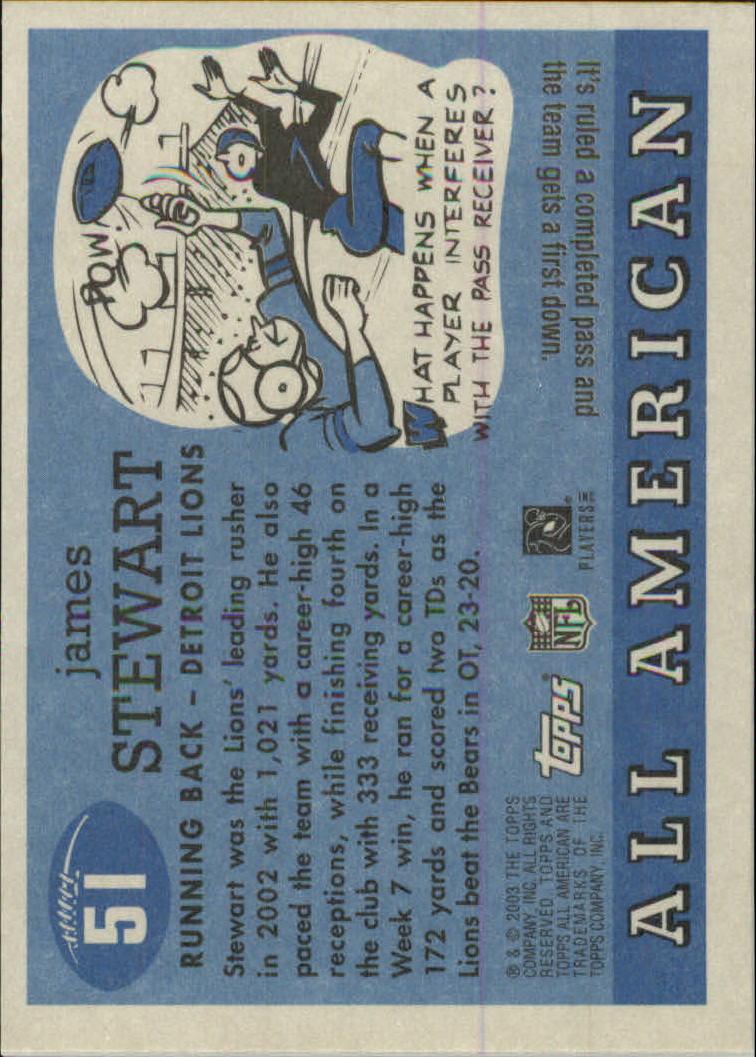 51
james
STEWART
RUNNING BACK – DETROIT LIONS
Stewart was the Lions' leading rusher
in 2002 with 1,021 yards. He also
paced the team with a career-high 46
receptions, while finishing fourth on
the club with 333 receiving yards. In a
Week 7 win, he ran for a career-high
172 yards and scored two TDs as the
Lions beat the Bears in OT, 23-20.
POW!
WHAT HAPPENS WHEN A
PLAYER INTERFERES
WITH THE PASS RECEIVER?
It's ruled a completed pass and
the team gets a first down.
® & © 2003 THE TOPPS
COMPANY, INC. ALL RIGHTS
RESERVED. TOPPS AND
TOPPS ALL AMERICAN ARE
TRADEMARKS OF THE
TOPPS COMPANY, INC.
Topps
NFL
PLAYERS INC
ALL AMERICAN